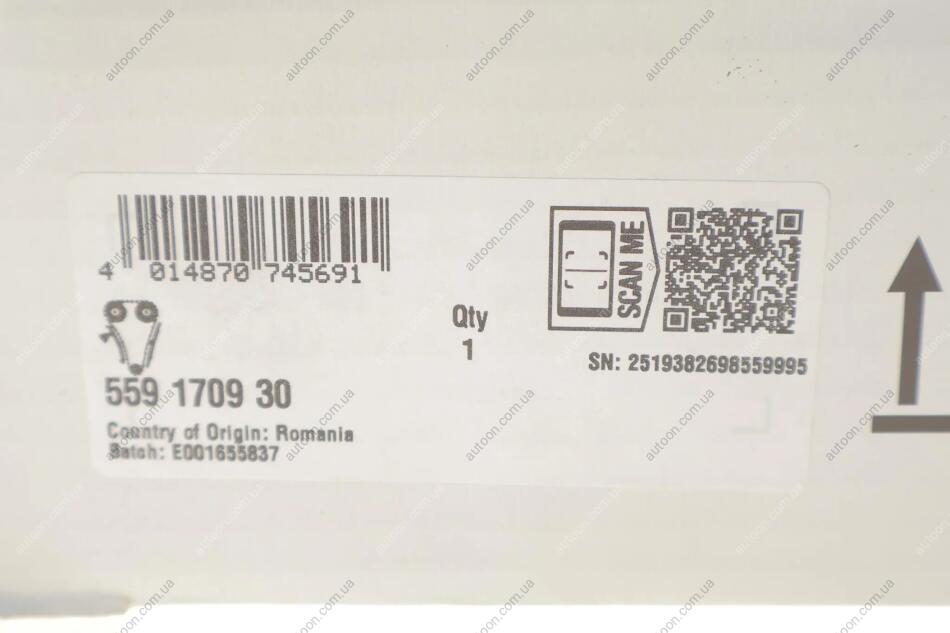 4 014870 745691
SCAN ME
Qty
1
SN: 2519382698559995
559 1709 30
Country of Origin: Romania
Batch: E001655837
autoon.com.ua